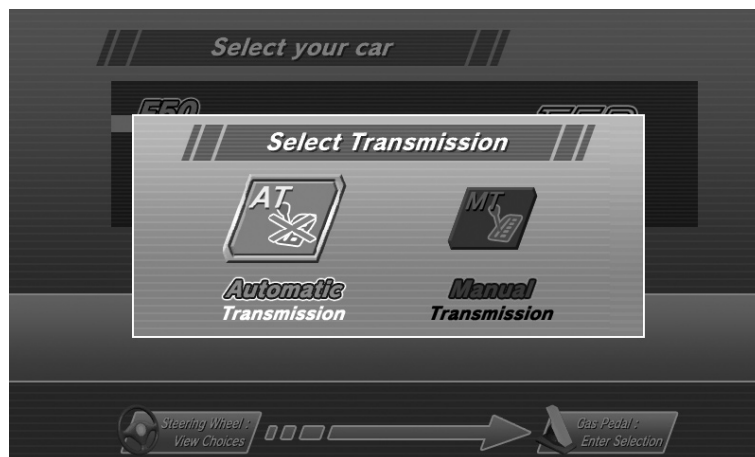 Select your car
F50
Select Transmission
AT
MT
Automatic
Transmission
Manual
Transmission
Steering Wheel :
View Choices
Gas Pedal :
Enter Selection